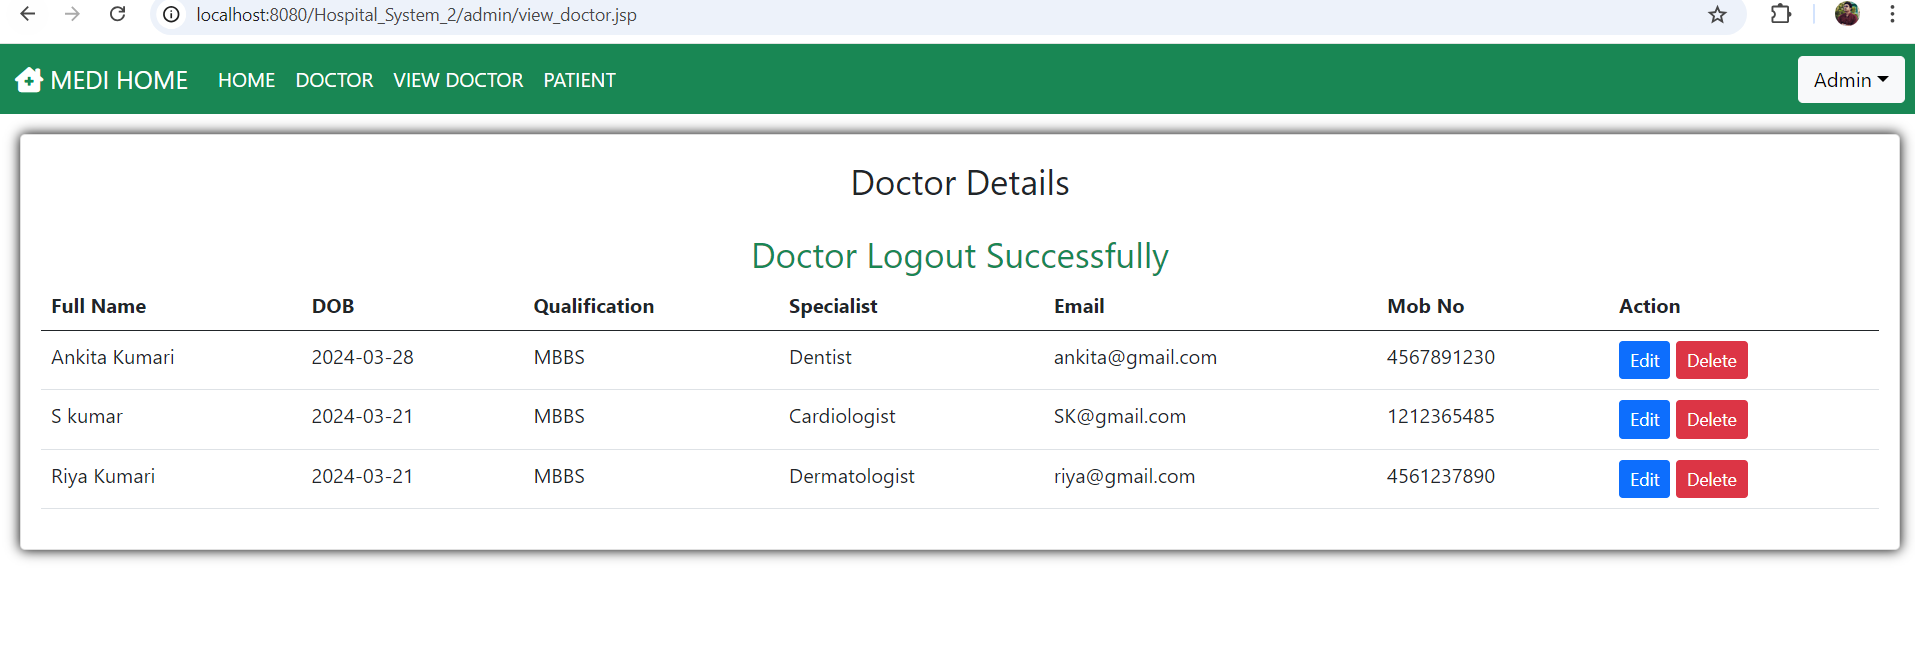 localhost:8080/Hospital_System_2/admin/view_doctor.jsp
MEDI HOME HOME DOCTOR VIEW DOCTOR PATIENT Admin
Doctor Details
Doctor Logout Successfully
Full Name DOB Qualification Specialist Email Mob No Action
Ankita Kumari 2024-03-28 MBBS Dentist ankita@gmail.com 4567891230 Edit Delete
S kumar 2024-03-21 MBBS Cardiologist SK@gmail.com 1212365485 Edit Delete
Riya Kumari 2024-03-21 MBBS Dermatologist riya@gmail.com 4561237890 Edit Delete